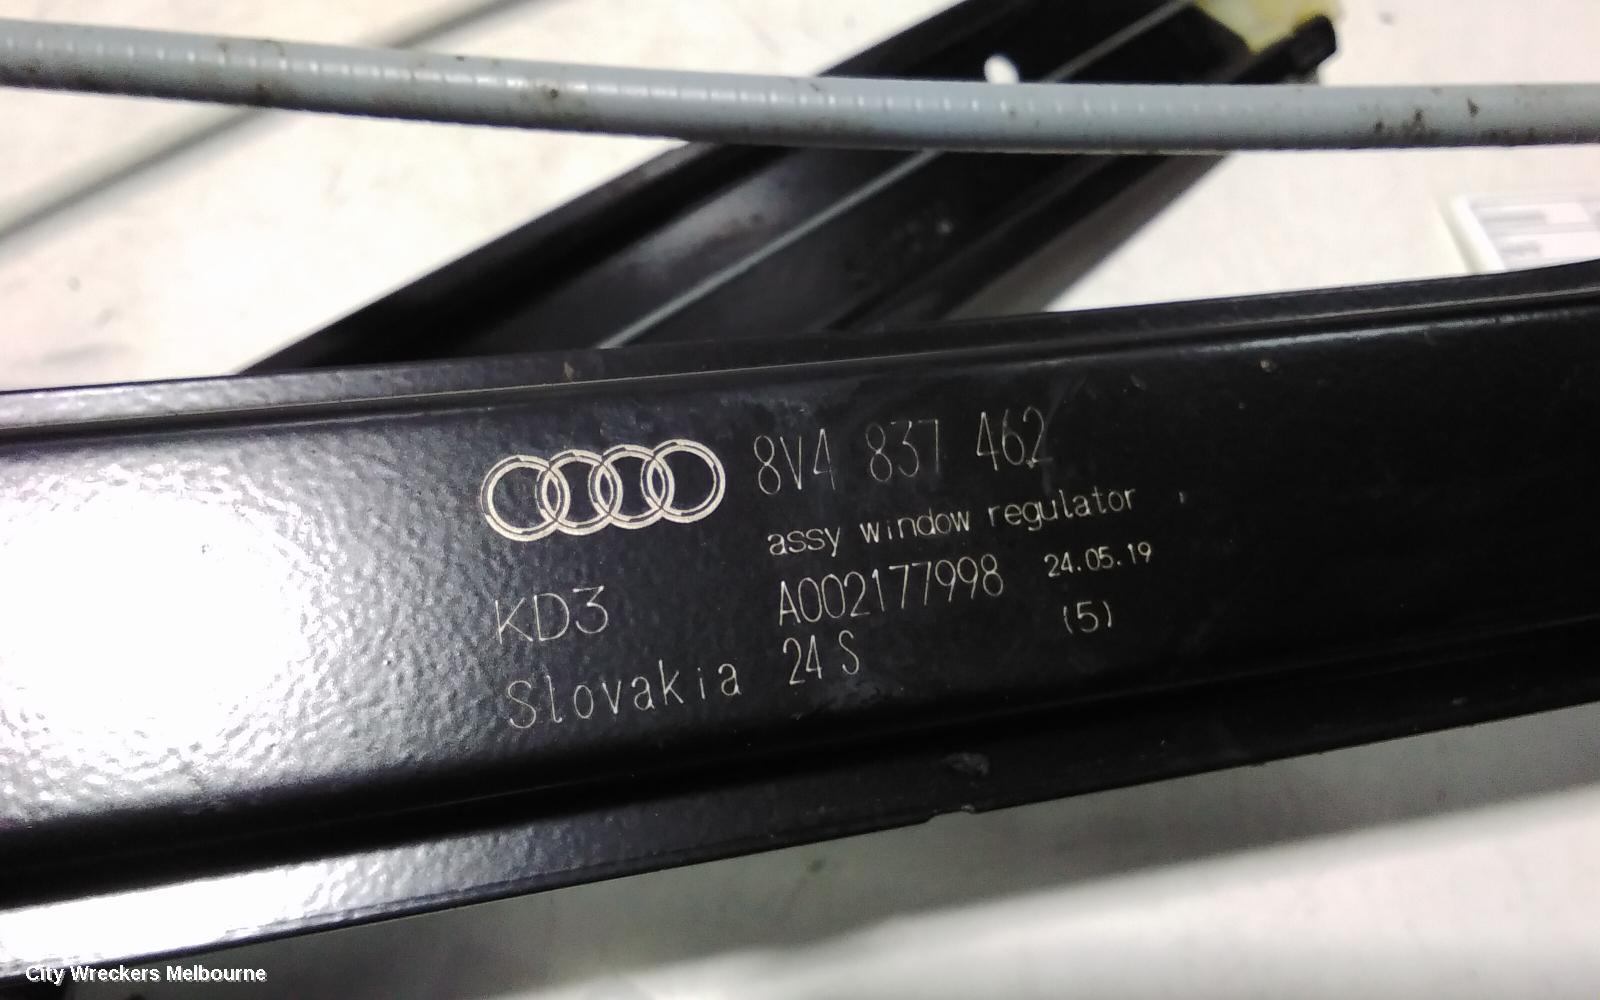 8V4 837 462
assy window regulator
KD3 A002177998 24.05.19
Slovakia 24 S (5)
City Wreckers Melbourne